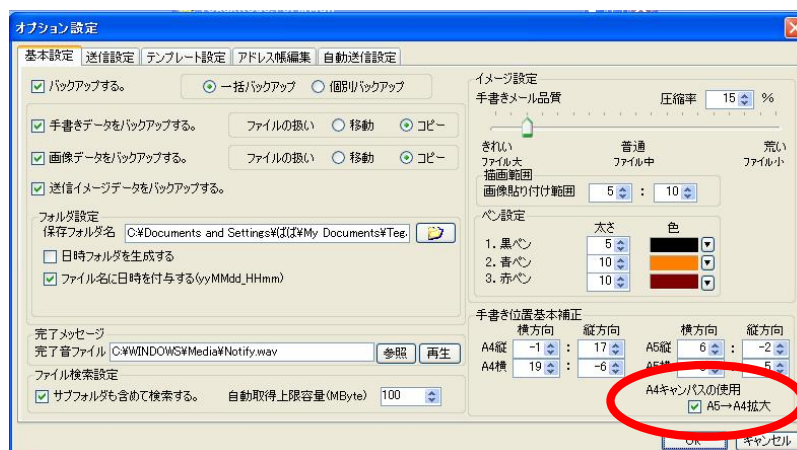 オプション設定
基本設定 送信設定 テンプレート設定 アドレス帳編集 自動送信設定
バックアップする。 一括バックアップ 個別バックアップ
手書きデータをバックアップする。 ファイルの扱い 移動 コピー
画像データをバックアップする。 ファイルの扱い 移動 コピー
送信イメージデータをバックアップする。
フォルダ設定
保存フォルダ名 C:¥Documents and Settings¥ばば¥My Documents¥Teg
日時フォルダを生成する
ファイル名に日時を付与する(yyMMdd_HHmm)
完了メッセージ
完了音ファイル C:¥WINDOWS¥Media¥Notify.wav 参照 再生
ファイル検索設定
サブフォルダも含めて検索する。 自動取得上限容量(MByte) 100
イメージ設定
手書きメール品質 圧縮率 15 %
きれい 普通 荒い
ファイル大 ファイル中 ファイル小
描画範囲
画像貼り付け範囲 5 : 10
ペン設定
太さ 色
1. 黒ペン 5
2. 青ペン 10
3. 赤ペン 10
手書き位置基本補正
横方向 縦方向 横方向 縦方向
A4縦 -1 : 17 A5縦 6 : -2
A4横 19 : -6 A5横 : 5
A4キャンパスの使用
A5→A4拡大
OK キャンセル